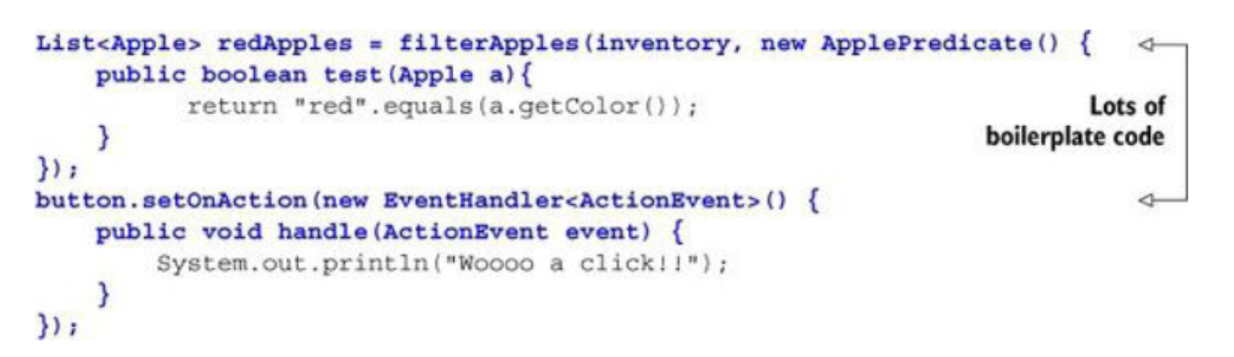 List<Apple> redApples = filterApples(inventory, new ApplePredicate() {
public boolean test(Apple a){
return "red".equals(a.getColor());
}
});
Lots of
boilerplate code
button.setOnAction(new EventHandler<ActionEvent>() {
public void handle(ActionEvent event) {
System.out.println("Woooo a click!!");
}
});